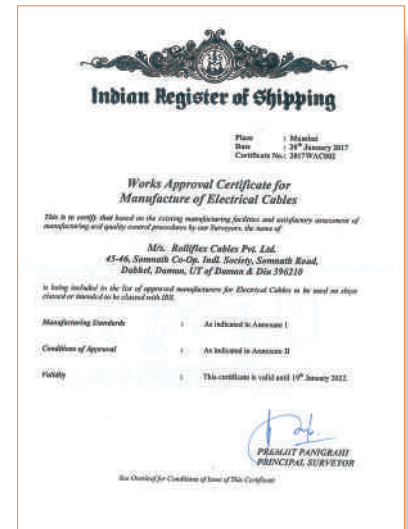 Indian Register of Shipping
Place : Mumbai
Date : 20th January 2017
Certificate No.: 2017WAC002
Works Approval Certificate for
Manufacture of Electrical Cables
This is to certify that based on the existing manufacturing facilities and satisfactory assessment of
manufacturing and quality control procedures by our Surveyors, the name of
M/s. Rolliflex Cables Pvt. Ltd.
45-46, Somnath Co-Op. Indl. Society, Somnath Road,
Dabhel, Daman, UT of Daman & Diu 396210
is being included in the list of approved manufacturers for Electrical Cables to be used on ships
classed or intended to be classed with IRS.
Manufacturing Standards : As indicated in Annexure I
Conditions of Approval : As indicated in Annexure II
Validity : This certificate is valid until 19th January 2022.
PREMJIT PANIGRAHI
PRINCIPAL SURVEYOR
See Overleaf for Conditions of Issue of This Certificate